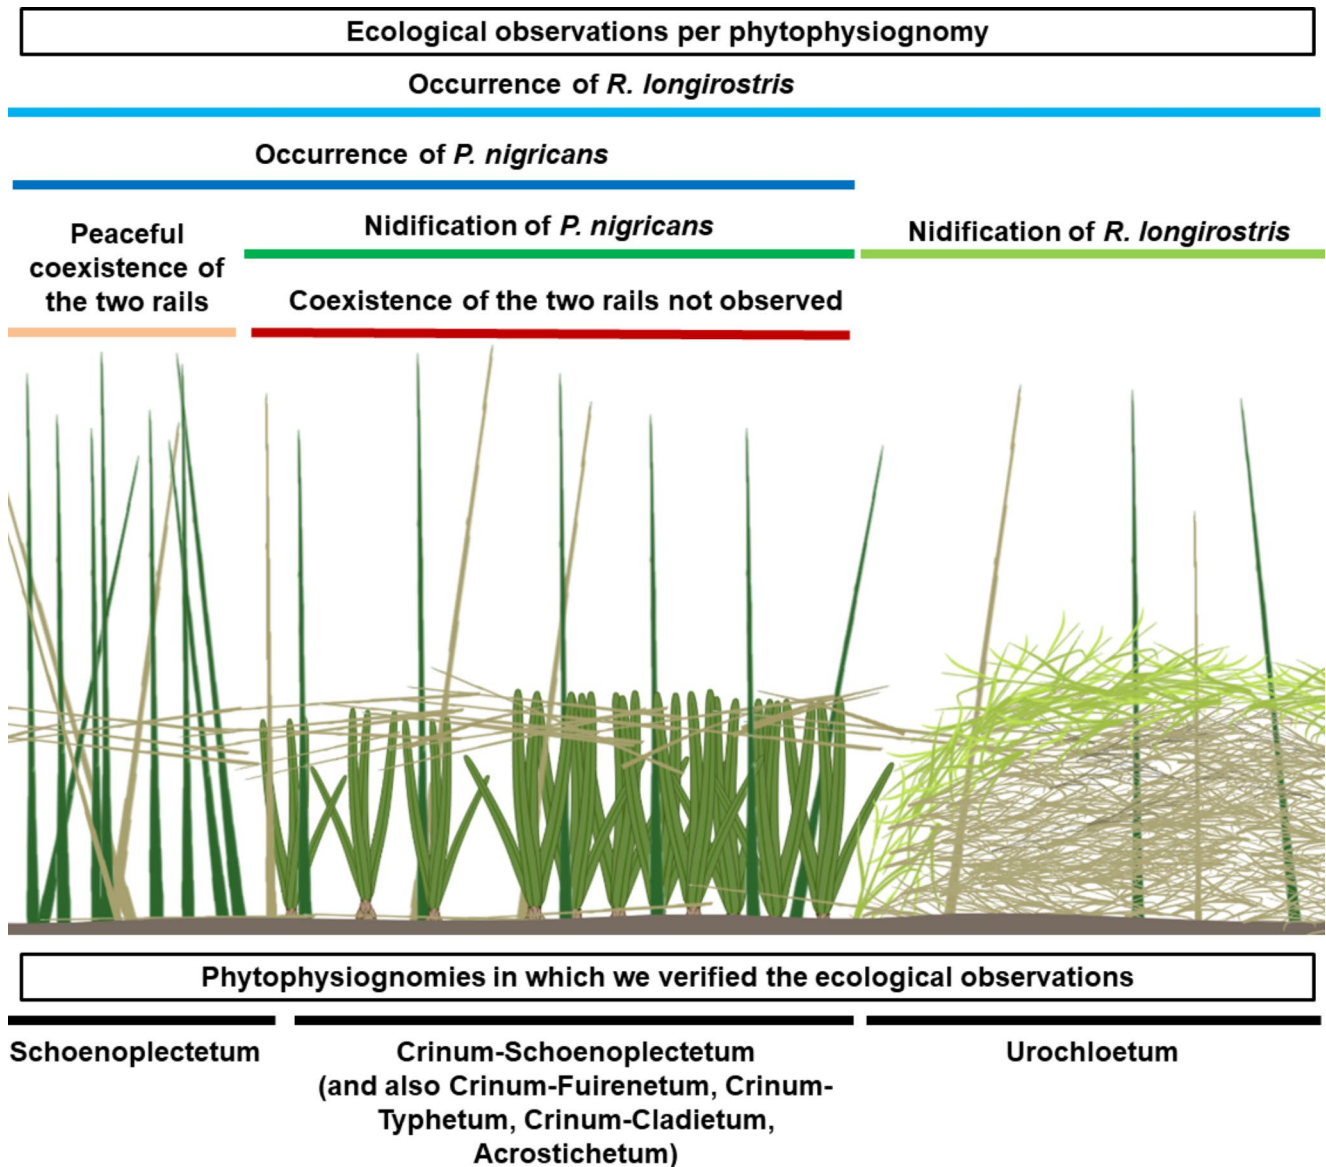 Ecological observations per phytophysiognomy
Occurrence of R. longirostris
Occurrence of P. nigricans
Peaceful
coexistence of
the two rails
Nidification of P. nigricans
Nidification of R. longirostris
Coexistence of the two rails not observed
Phytophysiognomies in which we verified the ecological observations
Schoenoplectetum
Crinum-Schoenoplectetum
(and also Crinum-Fuirenetum, Crinum-
Typhetum, Crinum-Cladietum,
Acrostichetum)
Urochloetum